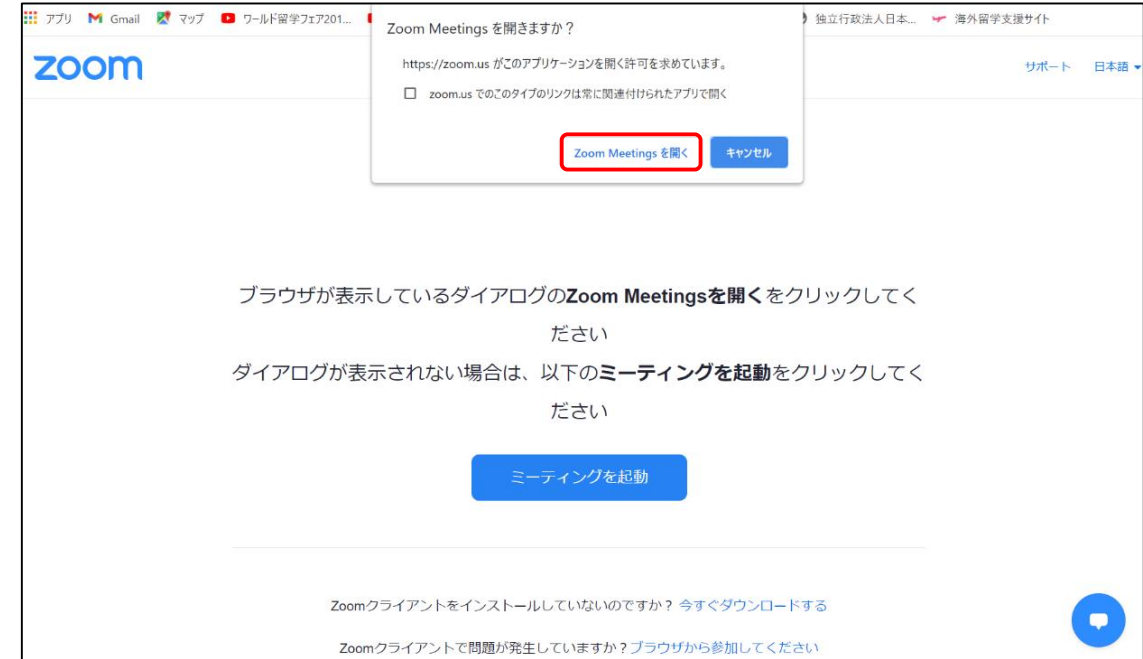 アプリ Gmail マップ ワールド留学フェア201... 独立行政法人日本... 海外留学支援サイト
Zoom Meetings を開きますか？
https://zoom.us がこのアプリケーションを開く許可を求めています。
zoom.us でのこのタイプのリンクは常に関連付けられたアプリで開く
Zoom Meetings を開く キャンセル
zoom サポート 日本語
ブラウザが表示しているダイアログのZoom Meetingsを開くをクリックしてく
ださい
ダイアログが表示されない場合は、以下のミーティングを起動をクリックしてく
ださい
ミーティングを起動
Zoomクライアントをインストールしていないのですか？ 今すぐダウンロードする
Zoomクライアントで問題が発生していますか？ブラウザから参加してください